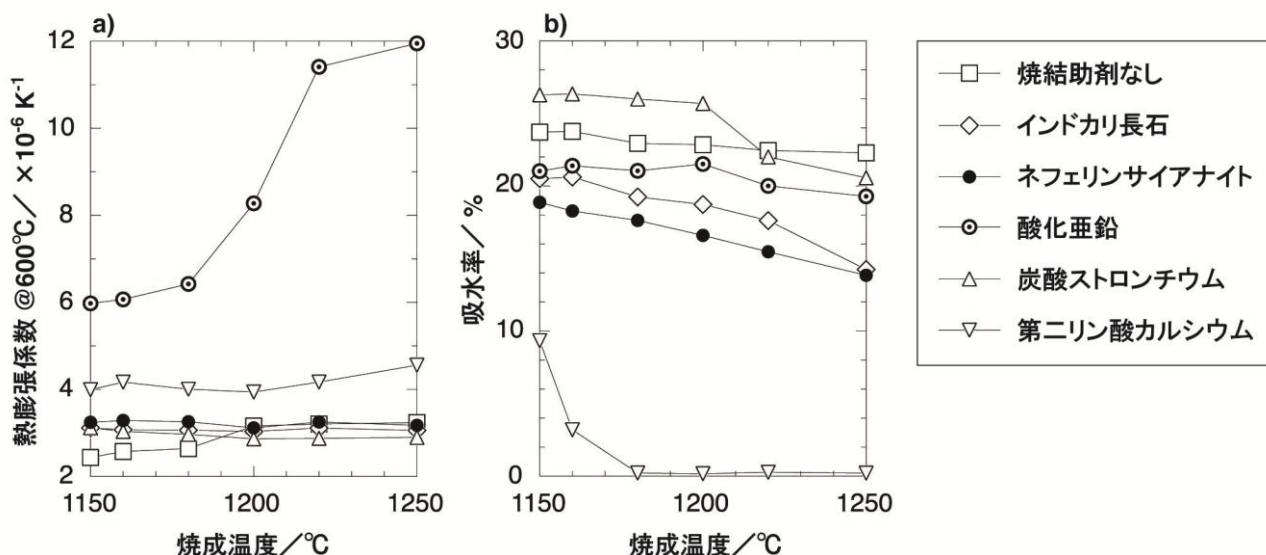 a)
熱膨張係数 @600℃／ ×10-6 K-1
12
10
8
6
4
2
1150
1200
1250
焼成温度／℃
b)
吸水率／ %
30
20
10
0
1150
1200
1250
焼成温度／℃
焼結助剤なし
インドカリ長石
ネフェリンサイアナイト
酸化亜鉛
炭酸ストロンチウム
第二リン酸カルシウム